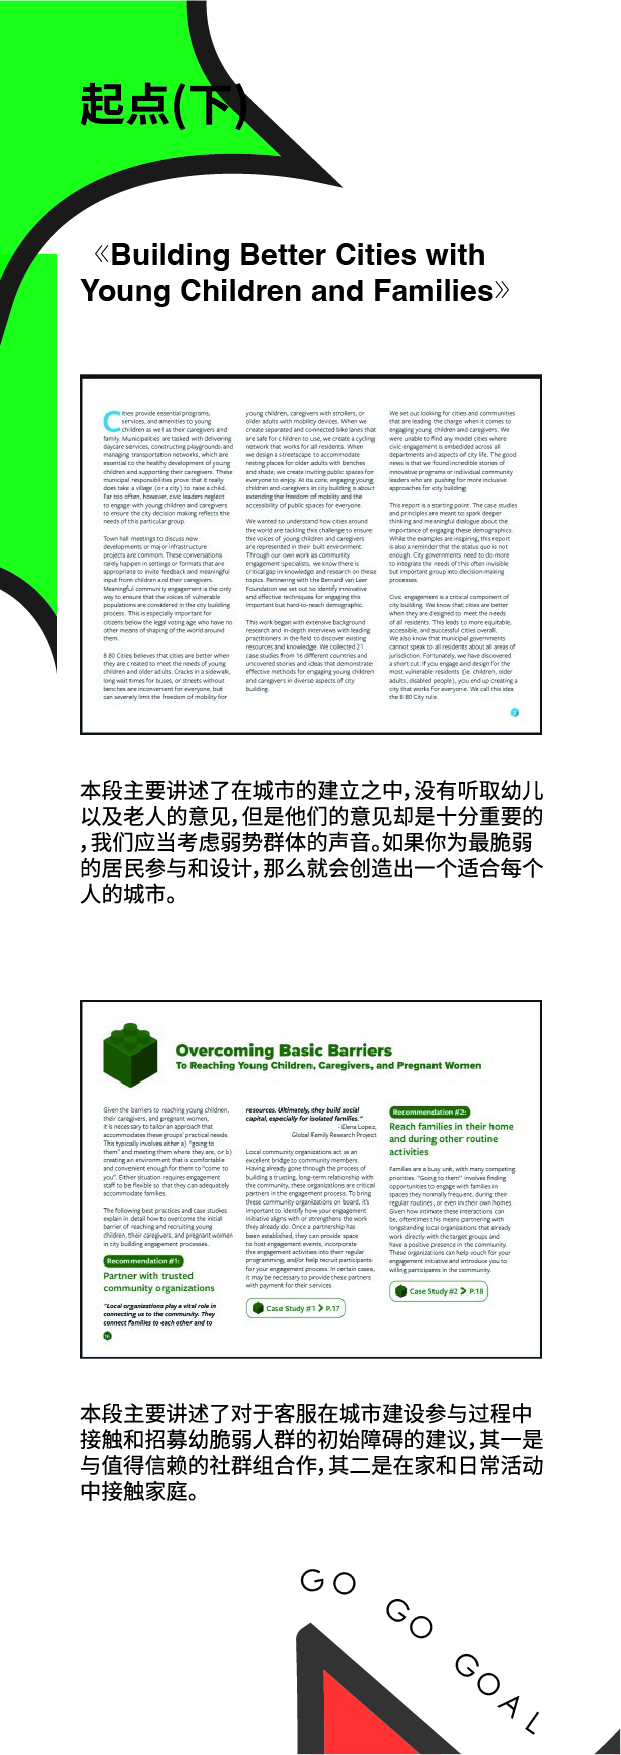 起点(下)
《Building Better Cities with
Young Children and Families》
Cities provide essential programs,
services, and amenities to young
children as well as their caregivers and
family. Municipalities are tasked with delivering
daycare services, constructing playgrounds and
managing transportation networks, which are
essential to the healthy development of young
children and supporting their caregivers. These
municipal responsibilities prove that it really
does take a village (or a city) to raise a child.
Far too often, however, civic leaders neglect
to engage with young children and caregivers
to ensure the city decision making reflects the
needs of this particular group.
Town hall meetings to discuss new
developments or major infrastructure
projects are common. These conversations
rarely happen in settings or formats that are
appropriate to invite feedback and meaningful
input from children and their caregivers.
Meaningful community engagement is the only
way to ensure that the voices of vulnerable
populations are considered in the city building
process. This is especially important for
citizens below the legal voting age who have no
other means of shaping of the world around
them.
8 80 Cities believes that cities are better when
they are created to meet the needs of young
children and older adults. Cracks in a sidewalk,
long wait times for buses, or streets without
benches are inconvenient for everyone, but
can severely limit the freedom of mobility for
young children, caregivers with strollers, or
older adults with mobility devices. When we
create separated and connected bike lanes that
are safe for children to use, we create a cycling
network that works for all residents. When
we design a streetscape to accommodate
resting places for older adults with benches
and shade, we create inviting public spaces for
everyone to enjoy. At its core, engaging young
children and caregivers in city building is about
extending the freedom of mobility and the
accessibility of public spaces for everyone.
We wanted to understand how cities around
the world are tackling this challenge to ensure
the voices of young children and caregivers
are represented in their built environment.
Through our own work as community
engagement specialists, we know there is
critical gap in knowledge and research on these
topics. Partnering with the Bernard van Leer
Foundation we set out to identify innovative
and effective techniques for engaging this
important but hard-to-reach demographic.
This work began with extensive background
research and in-depth interviews with leading
practitioners in the field to discover existing
resources and knowledge. We collected 21
case studies from 16 different countries and
uncovered stories and ideas that demonstrate
effective methods for engaging young children
and caregivers in diverse aspects of city
building.
We set out looking for cities and communities
that are leading the charge when it comes to
engaging young children and caregivers. We
were unable to find any model cities where
civic engagement is embedded across all
departments and aspects of city life. The good
news is that we found incredible stories of
innovative programs or individual community
leaders who are pushing for more inclusive
approaches for city building.
This report is a starting point. The case studies
and principles are meant to spark deeper
thinking and meaningful dialogue about the
importance of engaging these demographics.
While the examples are inspiring, this report
is also a reminder that the status quo is not
enough. City governments need to do more
to integrate the needs of this often invisible
but important group into decision-making
processes.
Civic engagement is a critical component of
city building. We know that cities are better
when they are designed to meet the needs
of all residents. This leads to more equitable,
accessible, and successful cities overall.
We also know that municipal governments
cannot speak to all residents about all areas of
jurisdiction. Fortunately, we have discovered
a short cut. If you engage and design for the
most vulnerable residents (ie. children, older
adults, disabled people), you end up creating a
city that works for everyone. We call this idea
the 8 80 City rule.
本段主要讲述了在城市的建立之中,没有听取幼儿
以及老人的意见,但是他们的意见却是十分重要的
,我们应当考虑弱势群体的声音。如果你为最脆弱
的居民参与和设计,那么就会创造出一个适合每个
人的城市。
Overcoming Basic Barriers
To Reaching Young Children, Caregivers, and Pregnant Women
Given the barriers to reaching young children,
their caregivers, and pregnant women,
it is necessary to tailor an approach that
accommodates these groups' practical needs.
This typically involves either a) "going to
them" and meeting them where they are, or b)
creating an environment that is comfortable
and convenient enough for them to "come to
you". Either situation requires engagement
staff to be flexible so that they can adequately
accommodate families.
The following best practices and case studies
explain in detail how to overcome the initial
barrier of reaching and recruiting young
children, their caregivers, and pregnant women
in city building engagement processes.
Recommendation #1:
Partner with trusted
community organizations
"Local organizations play a vital role in
connecting us to the community. They
connect families to each other and to
resources. Ultimately, they build social
capital, especially for isolated families."
- Elena Lopez,
Global Family Research Project
Local community organizations act as an
excellent bridge to community members.
Having already gone through the process of
building a trusting, long-term relationship with
the community, these organizations are critical
partners in the engagement process. To bring
these community organizations on board, it's
important to identify how your engagement
initiative aligns with or strengthens the work
they already do. Once a partnership has
been established, they can provide space
to host engagement events, incorporate
the engagement activities into their regular
programming, and/or help recruit participants
for your engagement process. In certain cases,
it may be necessary to provide these partners
with payment for their services.
Case Study #1 > P.17
Recommendation #2:
Reach families in their home
and during other routine
activities
Families are a busy unit, with many competing
priorities. "Going to them" involves finding
opportunities to engage with families in
spaces they normally frequent, during their
regular routines, or even in their own homes.
Given how intimate these interactions can
be, oftentimes this means partnering with
longstanding local organizations that already
work directly with the target groups and
have a positive presence in the community.
These organizations can help vouch for your
engagement initiative and introduce you to
willing participants in the community.
Case Study #2 > P.18
本段主要讲述了对于客服在城市建设参与过程中
接触和招募幼脆弱人群的初始障碍的建议,其一是
与值得信赖的社群组合作,其二是在家和日常活动
中接触家庭。
GO GO GOAL